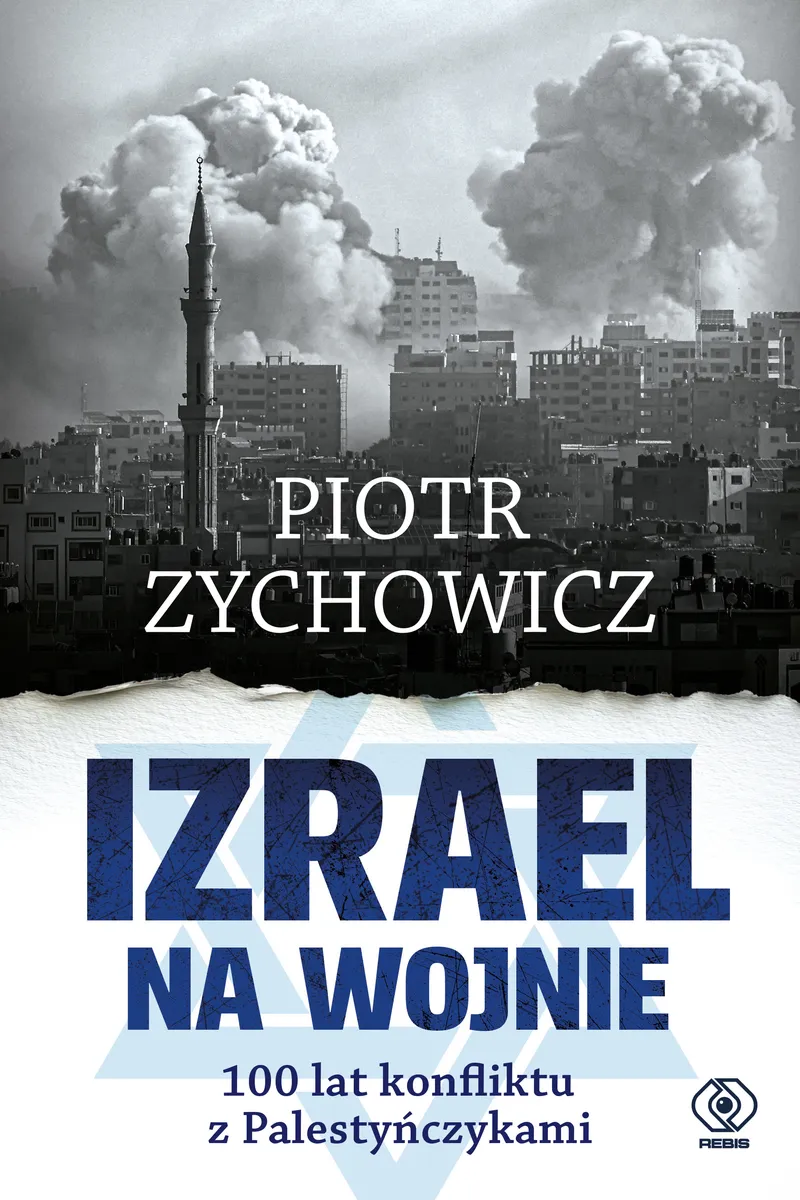 PIOTR
ZYCHOWICZ
IZRAEL
NA WOJNIE
100 lat konfliktu
z Palestyńczykami
REBIS